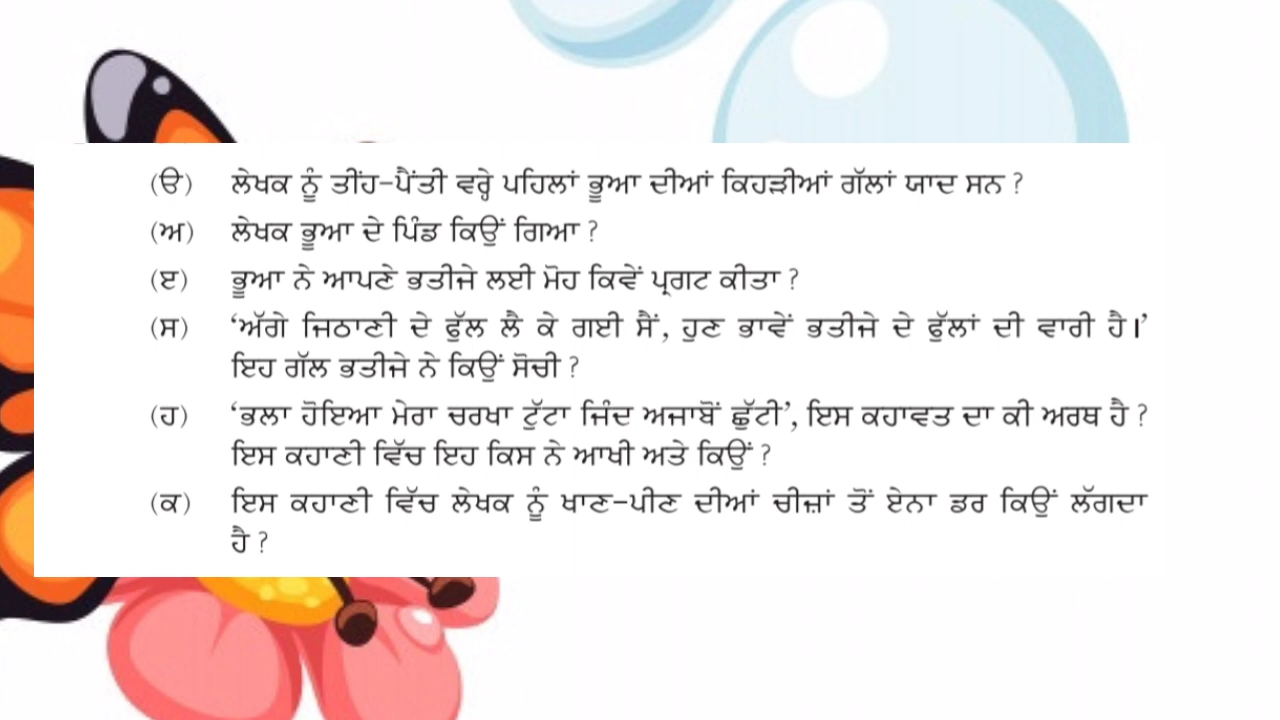 (ੳ) ਲੇਖਕ ਨੂੰ ਤੀਂਹ-ਪੈਂਤੀ ਵਰ੍ਹੇ ਪਹਿਲਾਂ ਭੂਆ ਦੀਆਂ ਕਿਹੜੀਆਂ ਗੱਲਾਂ ਯਾਦ ਸਨ ?
(ਅ) ਲੇਖਕ ਭੂਆ ਦੇ ਪਿੰਡ ਕਿਉਂ ਗਿਆ ?
(ੲ) ਭੂਆ ਨੇ ਆਪਣੇ ਭਤੀਜੇ ਲਈ ਮੋਹ ਕਿਵੇਂ ਪ੍ਰਗਟ ਕੀਤਾ ?
(ਸ) ‘ਅੱਗੇ ਜਿਠਾਣੀ ਦੇ ਫੁੱਲ ਲੈ ਕੇ ਗਈ ਸੈਂ, ਹੁਣ ਭਾਵੇਂ ਭਤੀਜੇ ਦੇ ਫੁੱਲਾਂ ਦੀ ਵਾਰੀ ਹੈ।’
ਇਹ ਗੱਲ ਭਤੀਜੇ ਨੇ ਕਿਉਂ ਸੋਚੀ ?
(ਹ) ‘ਭਲਾ ਹੋਇਆ ਮੇਰਾ ਚਰਖਾ ਟੁੱਟਾ ਜਿੰਦ ਅਜਾਬੋਂ ਛੁੱਟੀ’, ਇਸ ਕਹਾਵਤ ਦਾ ਕੀ ਅਰਥ ਹੈ ?
ਇਸ ਕਹਾਣੀ ਵਿੱਚ ਇਹ ਕਿਸ ਨੇ ਆਖੀ ਅਤੇ ਕਿਉਂ ?
(ਕ) ਇਸ ਕਹਾਣੀ ਵਿੱਚ ਲੇਖਕ ਨੂੰ ਖਾਣ-ਪੀਣ ਦੀਆਂ ਚੀਜ਼ਾਂ ਤੋਂ ਏਨਾ ਡਰ ਕਿਉਂ ਲੱਗਦਾ
ਹੈ ?